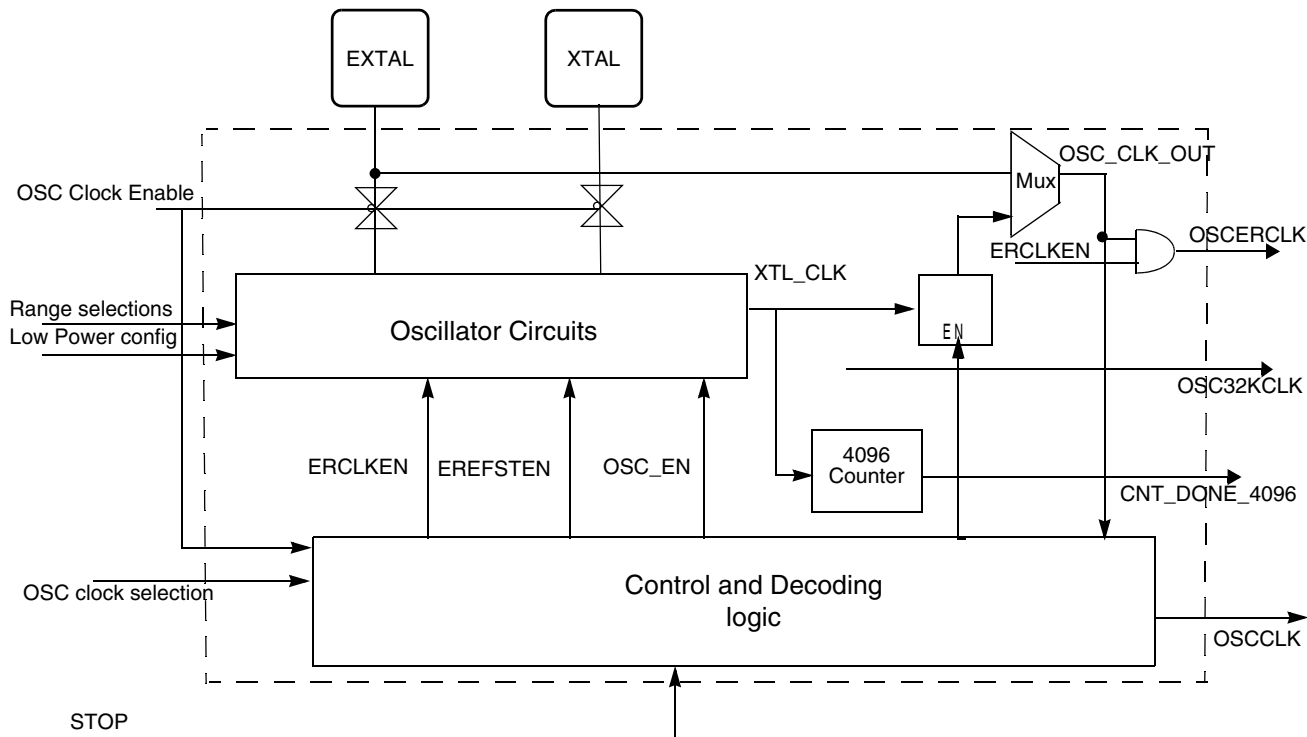 EXTAL
XTAL
OSC_CLK_OUT
Mux
OSC Clock Enable
OSCERCLK
ERCLKEN
XTL_CLK
Range selections
Low Power config
Oscillator Circuits
EN
OSC32KCLK
ERCLKEN
EREFSTEN
OSC_EN
4096
Counter
CNT_DONE_4096
OSC clock selection
Control and Decoding
logic
OSCCLK
STOP